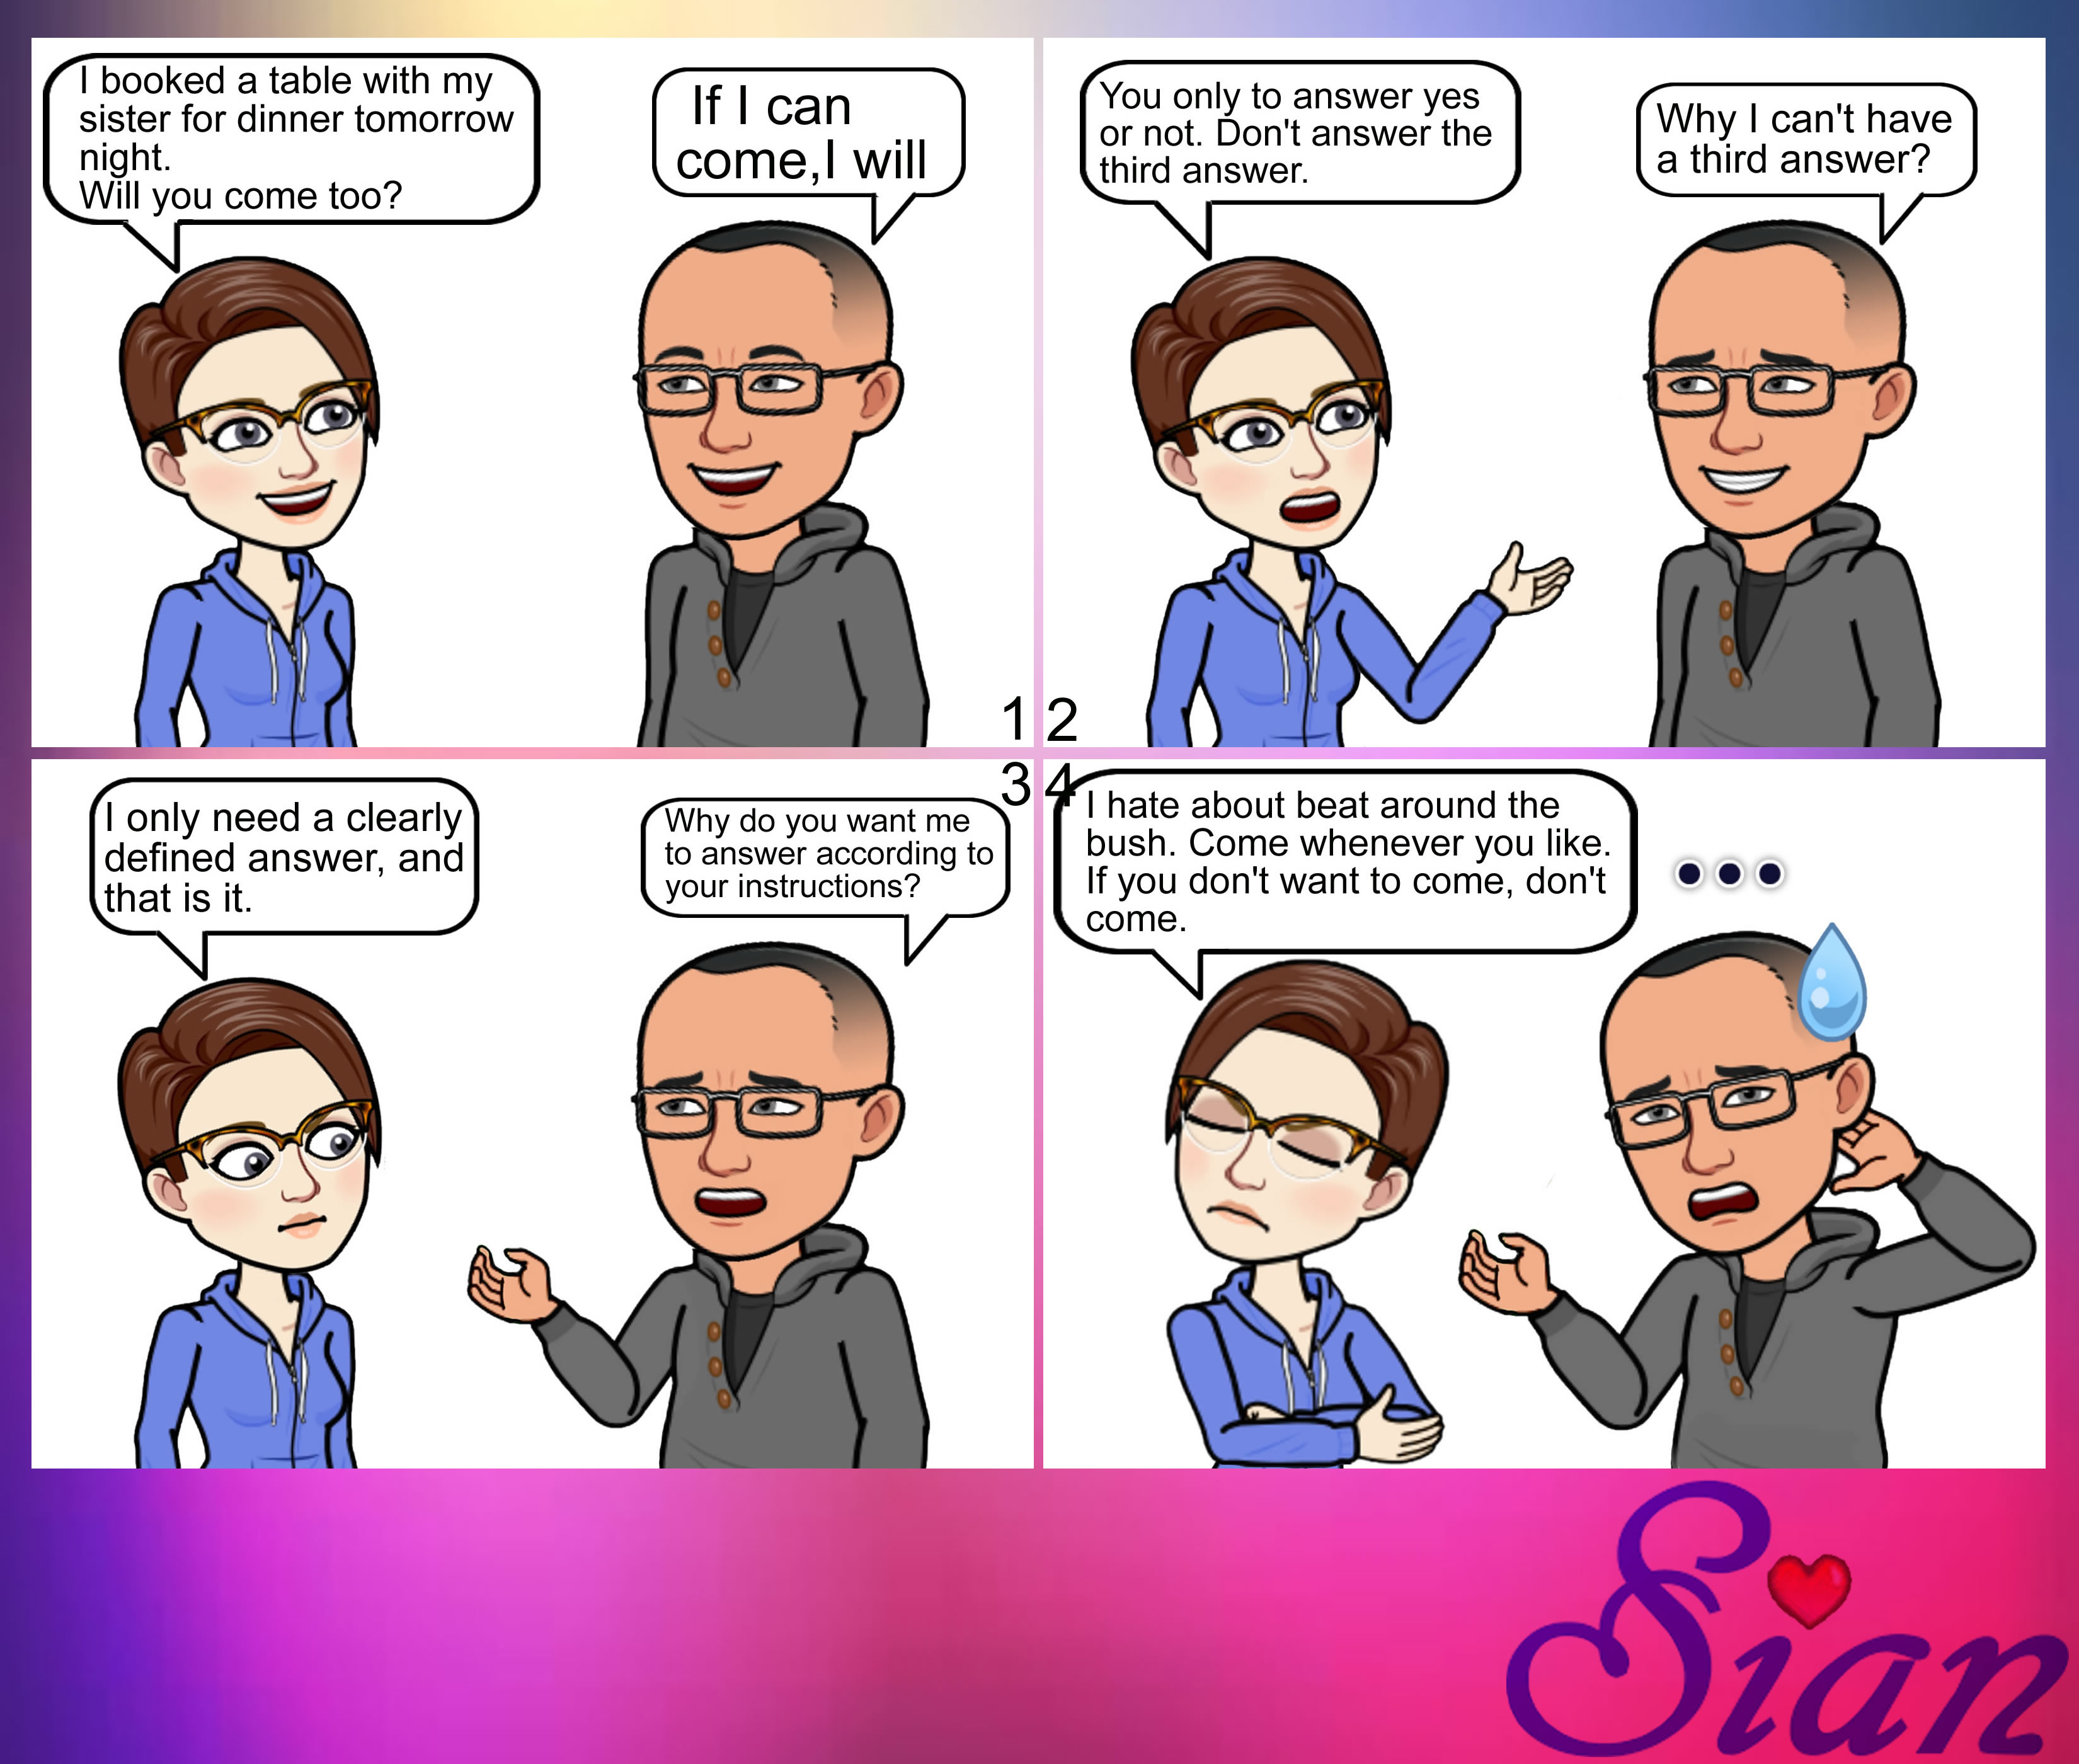 I booked a table with my
sister for dinner tomorrow
night.
Will you come too?
If I can
come,I will
1
You only to answer yes
or not. Don't answer the
third answer.
Why I can't have
a third answer?
2
I only need a clearly
defined answer, and
that is it.
Why do you want me
to answer according to
your instructions?
3
4
I hate about beat around the
bush. Come whenever you like.
If you don't want to come, don't
come.
...
Sian